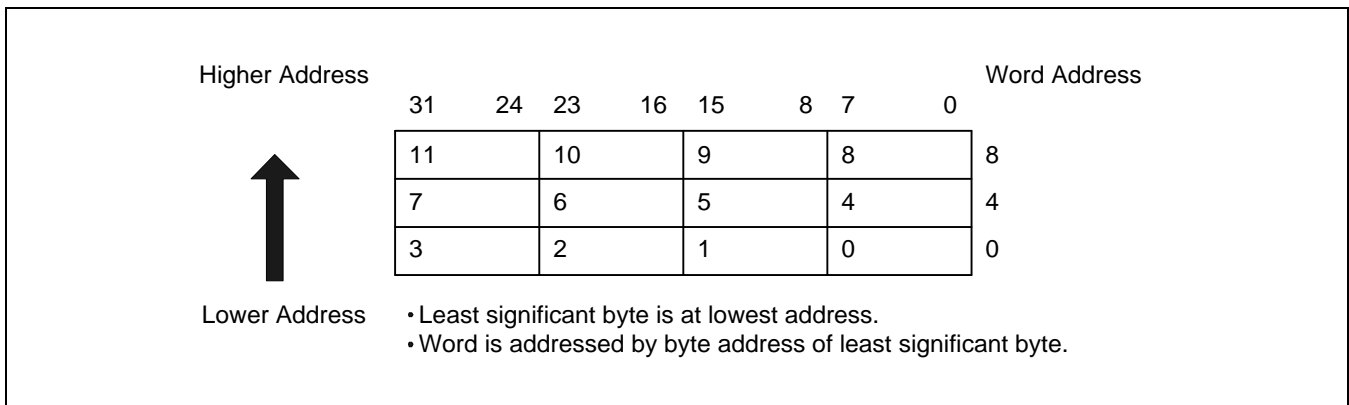 Higher Address Word Address
31 24 23 16 15 8 7 0
11 10 9 8 8
7 6 5 4 4
3 2 1 0 0
Lower Address • Least significant byte is at lowest address.
• Word is addressed by byte address of least significant byte.